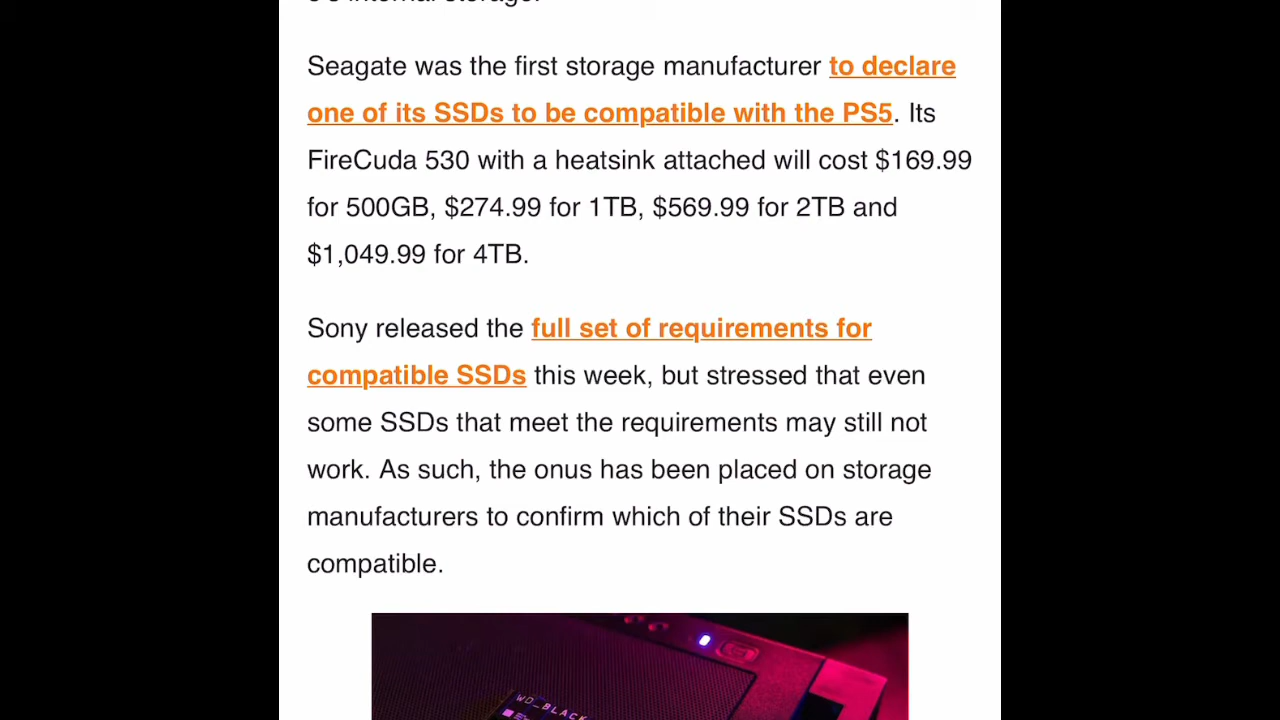 Seagate was the first storage manufacturer to declare
one of its SSDs to be compatible with the PS5. Its
FireCuda 530 with a heatsink attached will cost $169.99
for 500GB, $274.99 for 1TB, $569.99 for 2TB and
$1,049.99 for 4TB.
Sony released the full set of requirements for
compatible SSDs this week, but stressed that even
some SSDs that meet the requirements may still not
work. As such, the onus has been placed on storage
manufacturers to confirm which of their SSDs are
compatible.
WD_BLACK